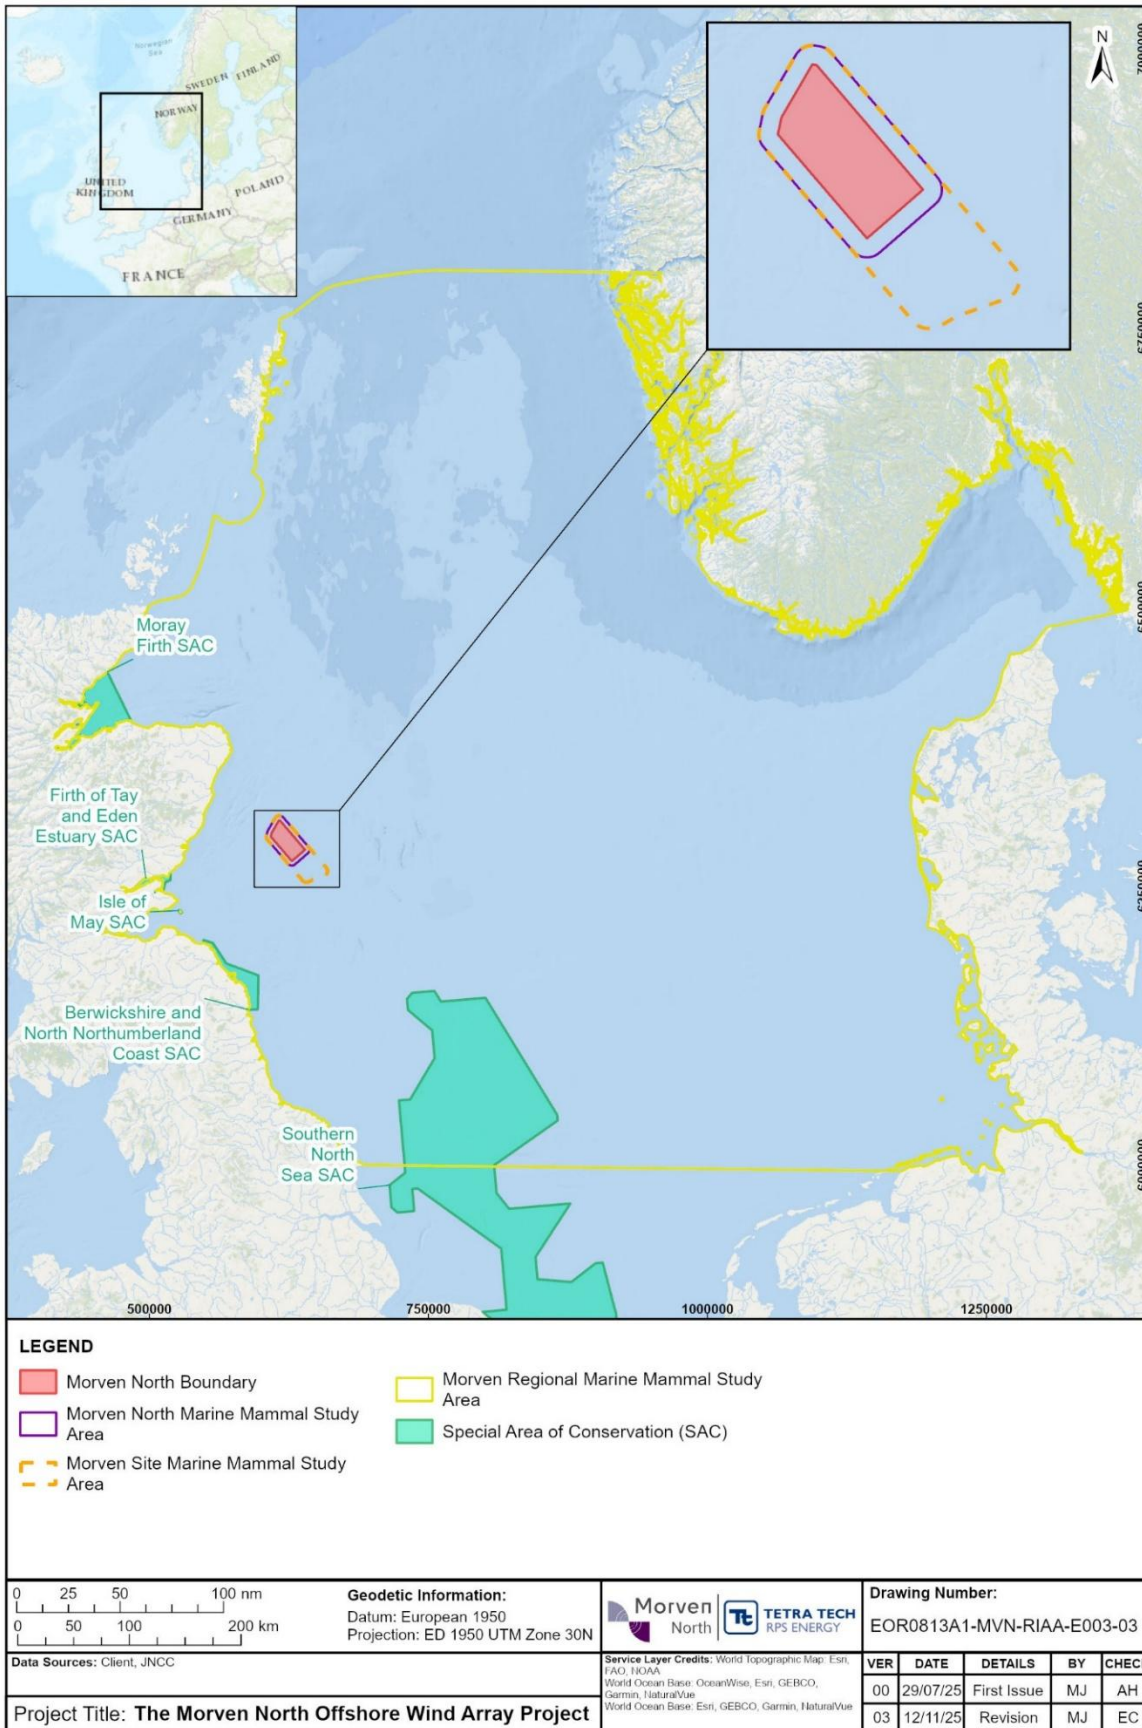 Norwegian
Sea
SWEDEN
FINLAND
NORWAY
UNITED
KINGDOM
POLAND
GERMANY
FRANCE
N
7000000
6750000
6500000
6250000
6000000
Moray
Firth SAC
Firth of Tay
and Eden
Estuary SAC
Isle of
May SAC
Berwickshire and
North Northumberland
Coast SAC
Southern
North
Sea SAC
500000
750000
1000000
1250000
LEGEND
Morven North Boundary
Morven North Marine Mammal Study
Area
Morven Site Marine Mammal Study
Area
Morven Regional Marine Mammal Study
Area
Special Area of Conservation (SAC)
0 25 50 100 nm
0 50 100 200 km
Geodetic Information:
Datum: European 1950
Projection: ED 1950 UTM Zone 30N
Data Sources: Client, JNCC
Project Title: The Morven North Offshore Wind Array Project
Morven
North
Tt
TETRA TECH
RPS ENERGY
Service Layer Credits: World Topographic Map: Esri,
FAO, NOAA
World Ocean Base: OceanWise, Esri, GEBCO,
Garmin, NaturalVue
World Ocean Base: Esri, GEBCO, Garmin, NaturalVue
Drawing Number:
EOR0813A1-MVN-RIAA-E003-03
VER DATE DETAILS BY CHEC
00 29/07/25 First Issue MJ AH
03 12/11/25 Revision MJ EC